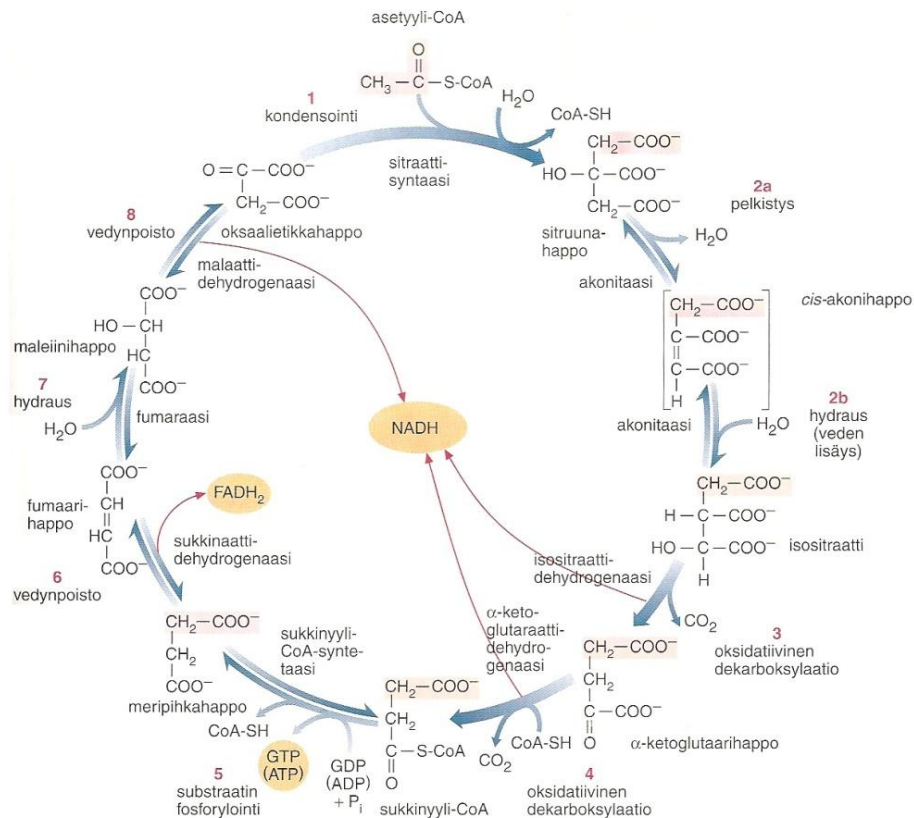 asetyyli-CoA
O
CH₃—C—S-CoA
1
kondensointi
H₂O
CoA-SH
sitraatti-
syntaasi
O=C—COO⁻
CH₂—COO⁻
oksaalietikkahappo
CH₂—COO⁻
HO—C—COO⁻
CH₂—COO⁻
sitruuna-
happo
2a
pelkistys
H₂O
akonitaasi
cis-akonihappo
CH₂—COO⁻
C—COO⁻
C—COO⁻
H
akonitaasi
2b
hydraus
(veden
lisäys)
H₂O
CH₂—COO⁻
H—C—COO⁻
HO—C—COO⁻
H
isositraatti
isositraatti-
dehydrogenaasi
CO₂
3
oksidatiivinen
dekarboksylaatio
CH₂—COO⁻
CH₂
C—COO⁻
O
α-ketoglutaarihappo
α-keto-
glutaraatti-
dehydro-
genaasi
CoA-SH
CO₂
4
oksidatiivinen
dekarboksylaatio
CH₂—COO⁻
CH₂
C—S-CoA
O
sukkinyyli-CoA
sukkinyyli-
CoA-synte-
taasi
CoA-SH
GTP
(ATP)
GDP
(ADP)
+ Pᵢ
5
substraatin
fosforylointi
CH₂—COO⁻
CH₂
COO⁻
meripihkahappo
sukkinaatti-
dehydrogenaasi
FADH₂
6
vedynpoisto
COO⁻
CH
HC
COO⁻
fumaari-
happo
7
hydraus
H₂O
fumaraasi
COO⁻
HO—CH
HC
COO⁻
maleiinihappo
8
vedynpoisto
malaatti-
dehydrogenaasi
NADH